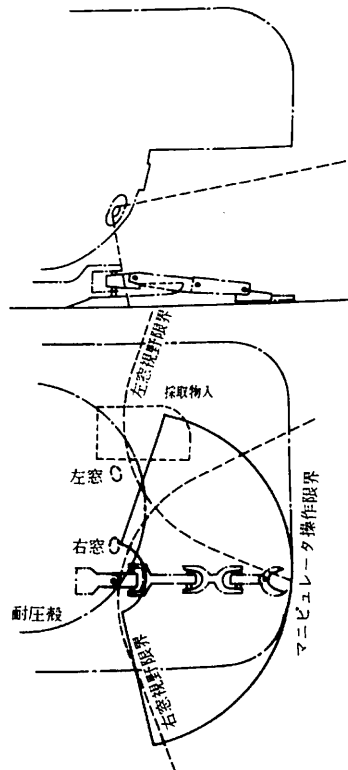 左窓視野限界
採取物入
左窓
右窓
耐圧殻
右窓視野限界
マニピュレータ操作限界